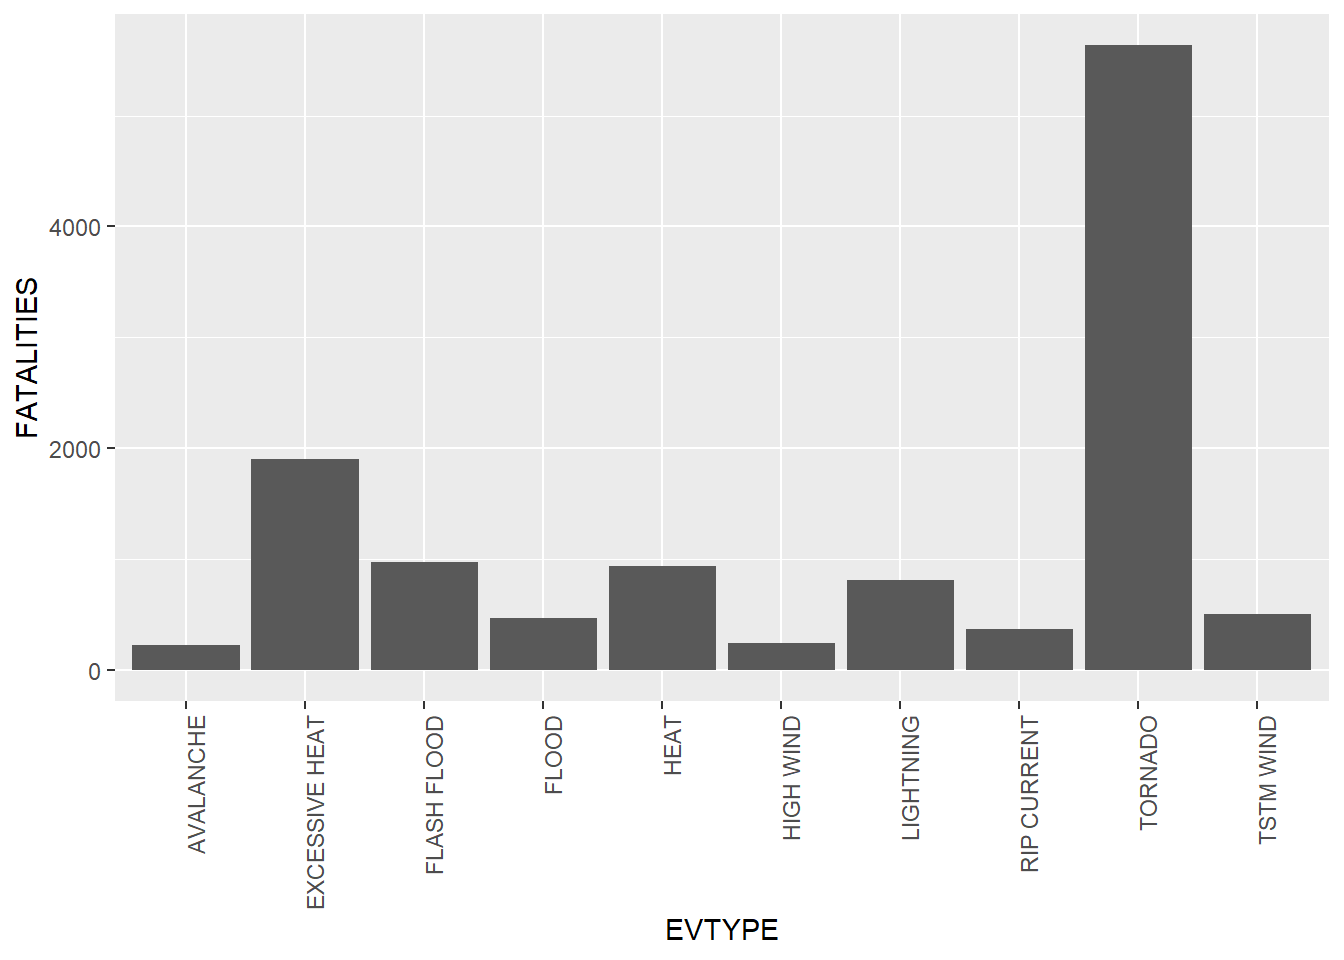 FATALITIES
4000
2000
0
AVALANCHE
EXCESSIVE HEAT
FLASH FLOOD
FLOOD
HEAT
HIGH WIND
LIGHTNING
RIP CURRENT
TORNADO
TSTM WIND
EVTYPE